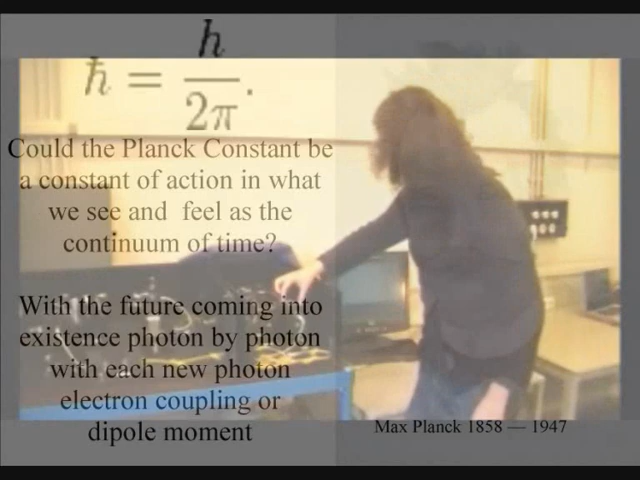 ħ = h / 2π.
Could the Planck Constant be
a constant of action in what
we see and feel as the
continuum of time?
With the future coming into
existence photon by photon
with each new photon
electron coupling or
dipole moment
Max Planck 1858 — 1947